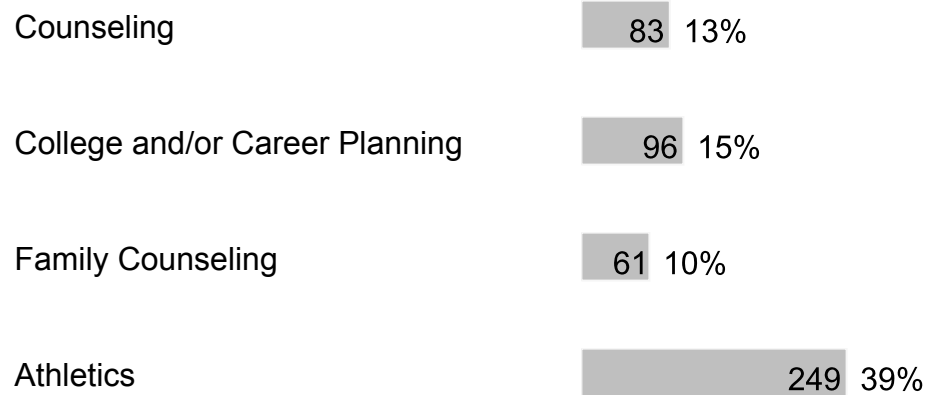 Counseling 83 13%
College and/or Career Planning 96 15%
Family Counseling 61 10%
Athletics 249 39%